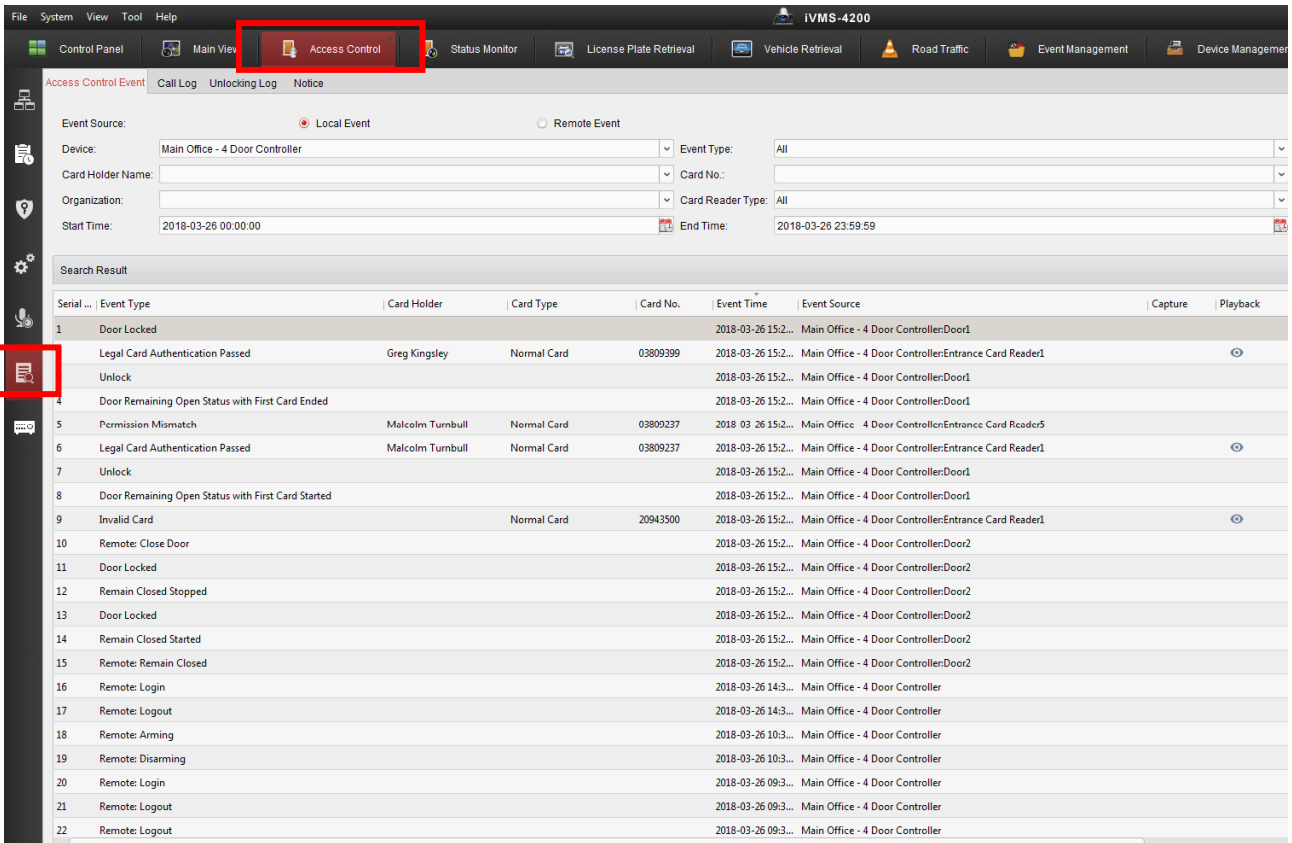 File System View Tool Help iVMS-4200
Control Panel Main View Access Control Status Monitor License Plate Retrieval Vehicle Retrieval Road Traffic Event Management Device Managemen
Access Control Event Call Log Unlocking Log Notice
Event Source: Local Event Remote Event
Device: Main Office - 4 Door Controller Event Type: All
Card Holder Name: Card No.:
Organization: Card Reader Type: All
Start Time: 2018-03-26 00:00:00 End Time: 2018-03-26 23:59:59
Search Result
Serial ... Event Type Card Holder Card Type Card No. Event Time Event Source Capture Playback
1 Door Locked 2018-03-26 15:2... Main Office - 4 Door Controller:Door1
Legal Card Authentication Passed Greg Kingsley Normal Card 03809399 2018-03-26 15:2... Main Office - 4 Door Controller:Entrance Card Reader1
Unlock 2018-03-26 15:2... Main Office - 4 Door Controller:Door1
4 Door Remaining Open Status with First Card Ended 2018-03-26 15:2... Main Office - 4 Door Controller:Door1
5 Permission Mismatch Malcolm Turnbull Normal Card 03809237 2018-03-26 15:2... Main Office - 4 Door Controller:Entrance Card Reader5
6 Legal Card Authentication Passed Malcolm Turnbull Normal Card 03809237 2018-03-26 15:2... Main Office - 4 Door Controller:Entrance Card Reader1
7 Unlock 2018-03-26 15:2... Main Office - 4 Door Controller:Door1
8 Door Remaining Open Status with First Card Started 2018-03-26 15:2... Main Office - 4 Door Controller:Door1
9 Invalid Card Normal Card 20943500 2018-03-26 15:2... Main Office - 4 Door Controller:Entrance Card Reader1
10 Remote: Close Door 2018-03-26 15:2... Main Office - 4 Door Controller:Door2
11 Door Locked 2018-03-26 15:2... Main Office - 4 Door Controller:Door2
12 Remain Closed Stopped 2018-03-26 15:2... Main Office - 4 Door Controller:Door2
13 Door Locked 2018-03-26 15:2... Main Office - 4 Door Controller:Door2
14 Remain Closed Started 2018-03-26 15:2... Main Office - 4 Door Controller:Door2
15 Remote: Remain Closed 2018-03-26 15:2... Main Office - 4 Door Controller:Door2
16 Remote: Login 2018-03-26 14:3... Main Office - 4 Door Controller
17 Remote: Logout 2018-03-26 14:3... Main Office - 4 Door Controller
18 Remote: Arming 2018-03-26 10:3... Main Office - 4 Door Controller
19 Remote: Disarming 2018-03-26 10:3... Main Office - 4 Door Controller
20 Remote: Login 2018-03-26 09:3... Main Office - 4 Door Controller
21 Remote: Logout 2018-03-26 09:3... Main Office - 4 Door Controller
22 Remote: Logout 2018-03-26 09:3... Main Office - 4 Door Controller